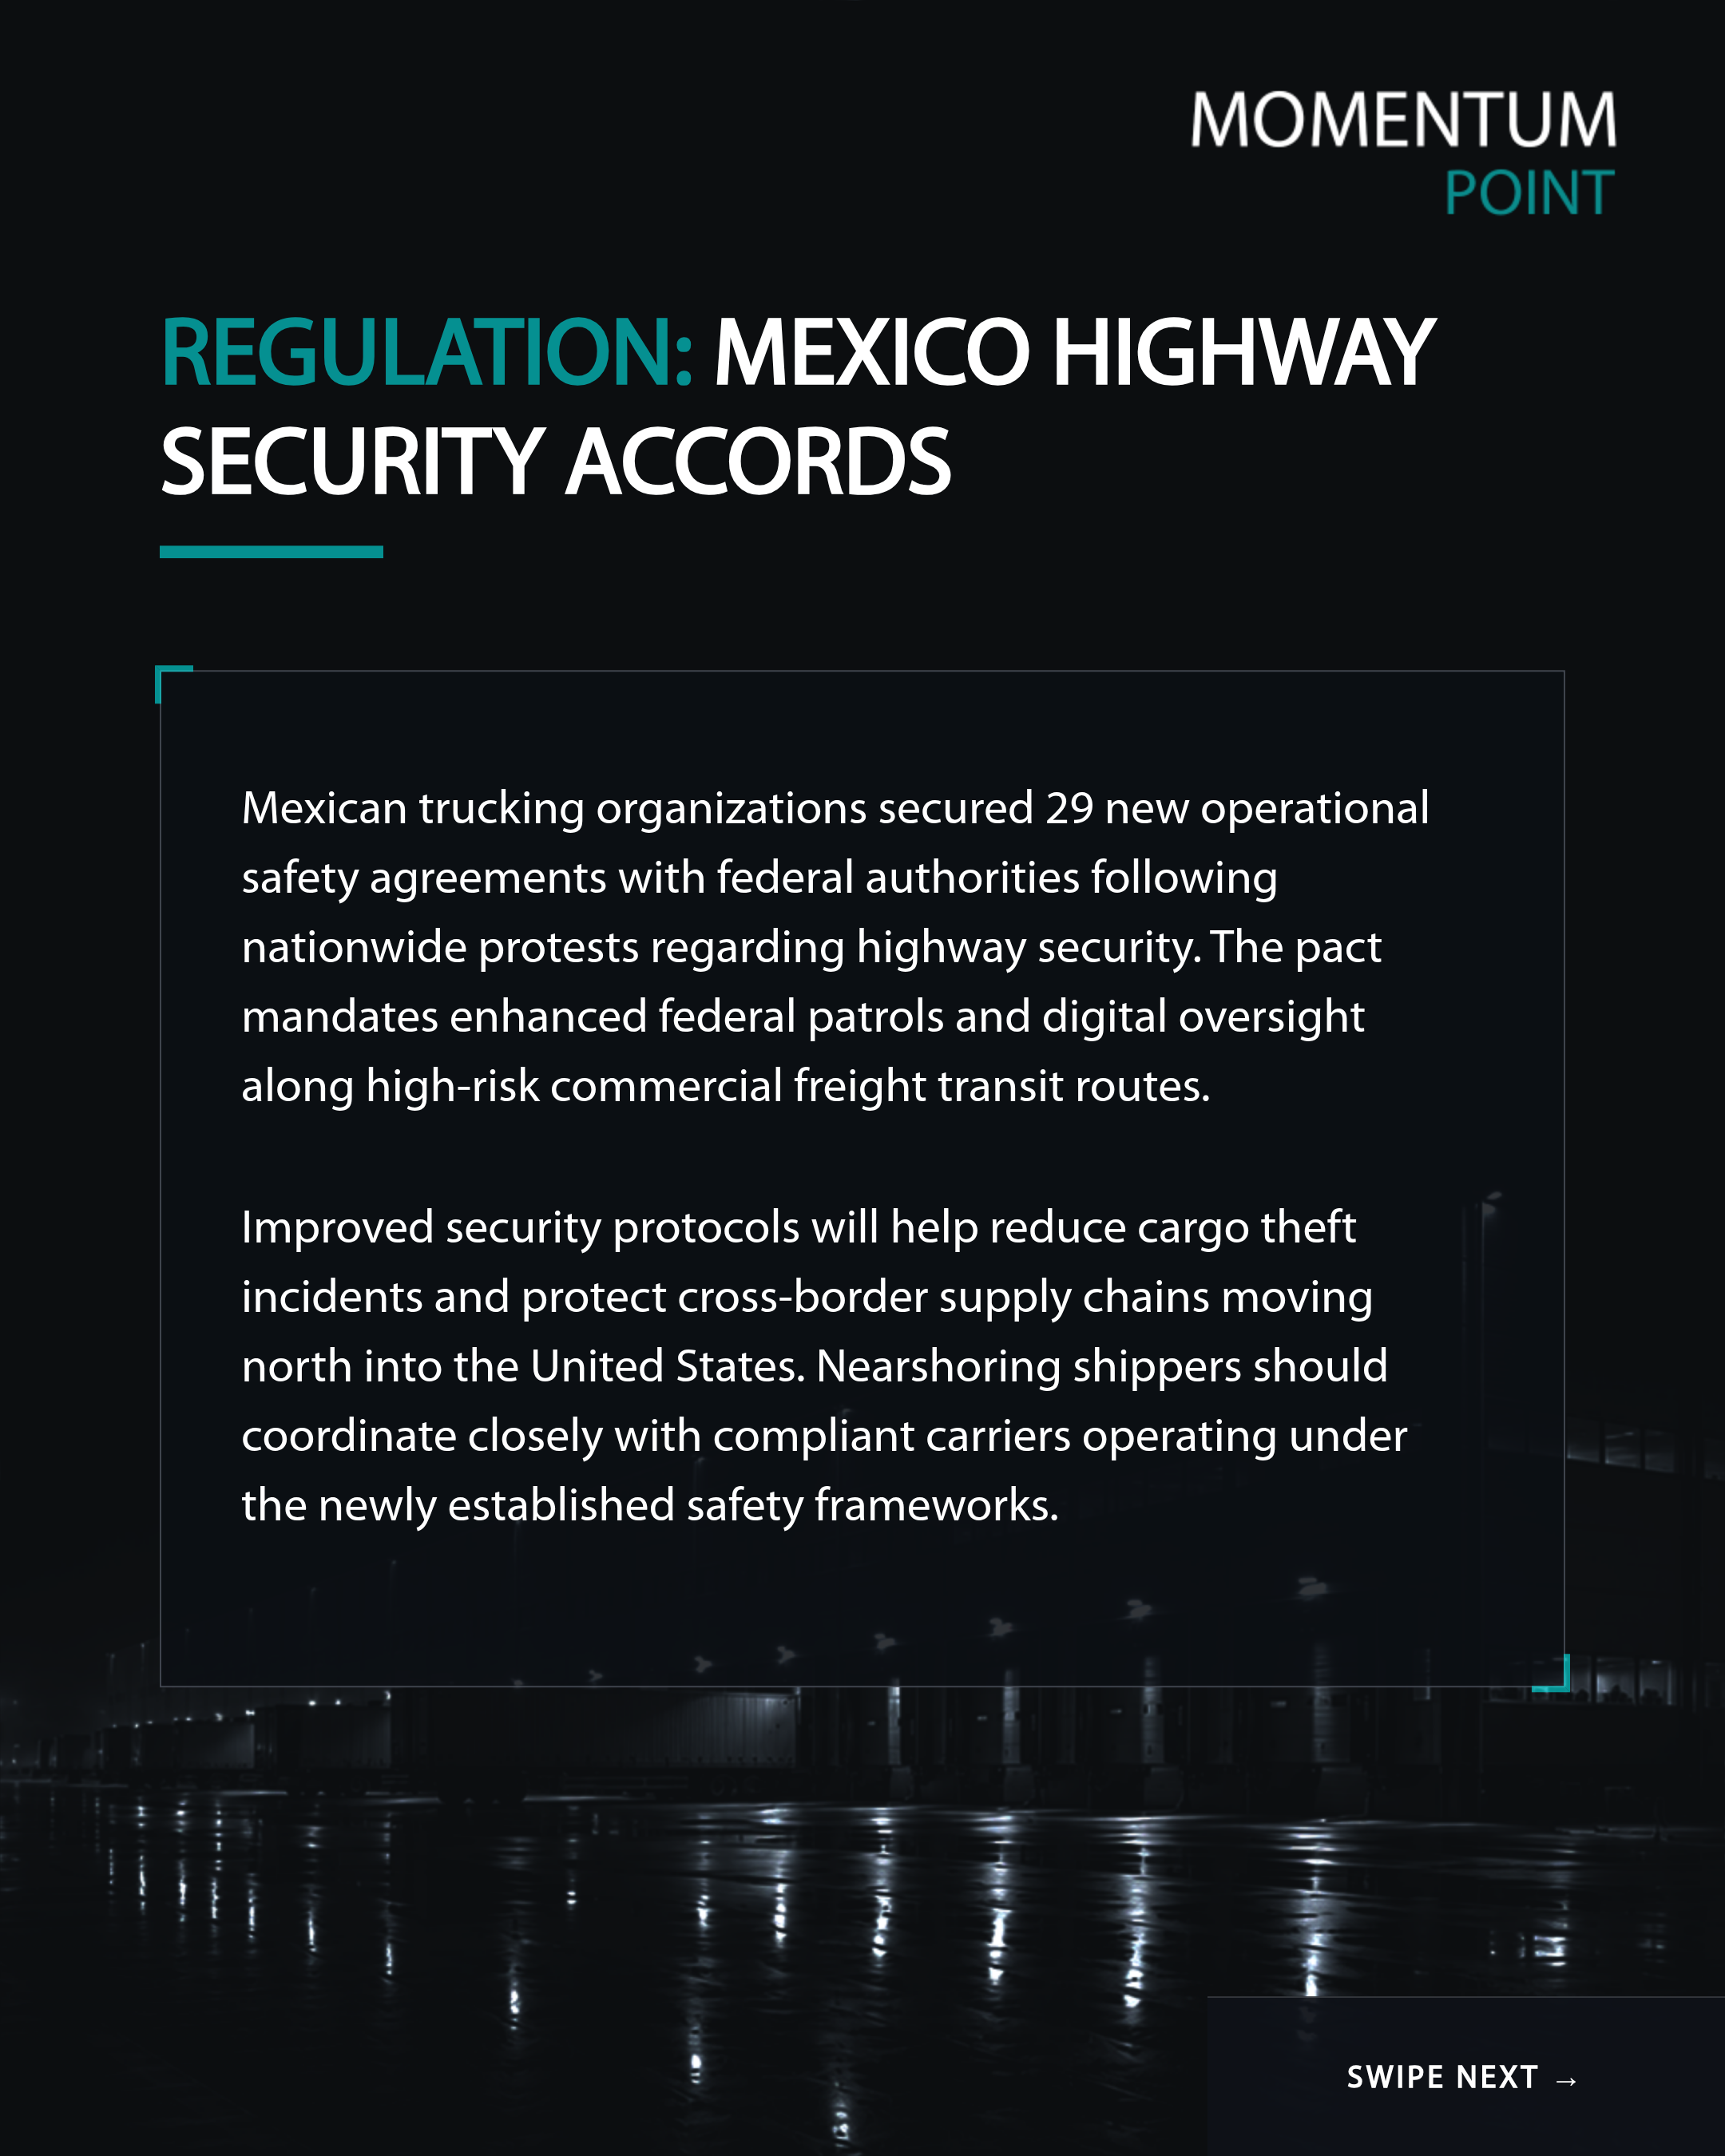 MOMENTUM
POINT
REGULATION: MEXICO HIGHWAY
SECURITY ACCORDS
Mexican trucking organizations secured 29 new operational
safety agreements with federal authorities following
nationwide protests regarding highway security. The pact
mandates enhanced federal patrols and digital oversight
along high-risk commercial freight transit routes.
Improved security protocols will help reduce cargo theft
incidents and protect cross-border supply chains moving
north into the United States. Nearshoring shippers should
coordinate closely with compliant carriers operating under
the newly established safety frameworks.
SWIPE NEXT →